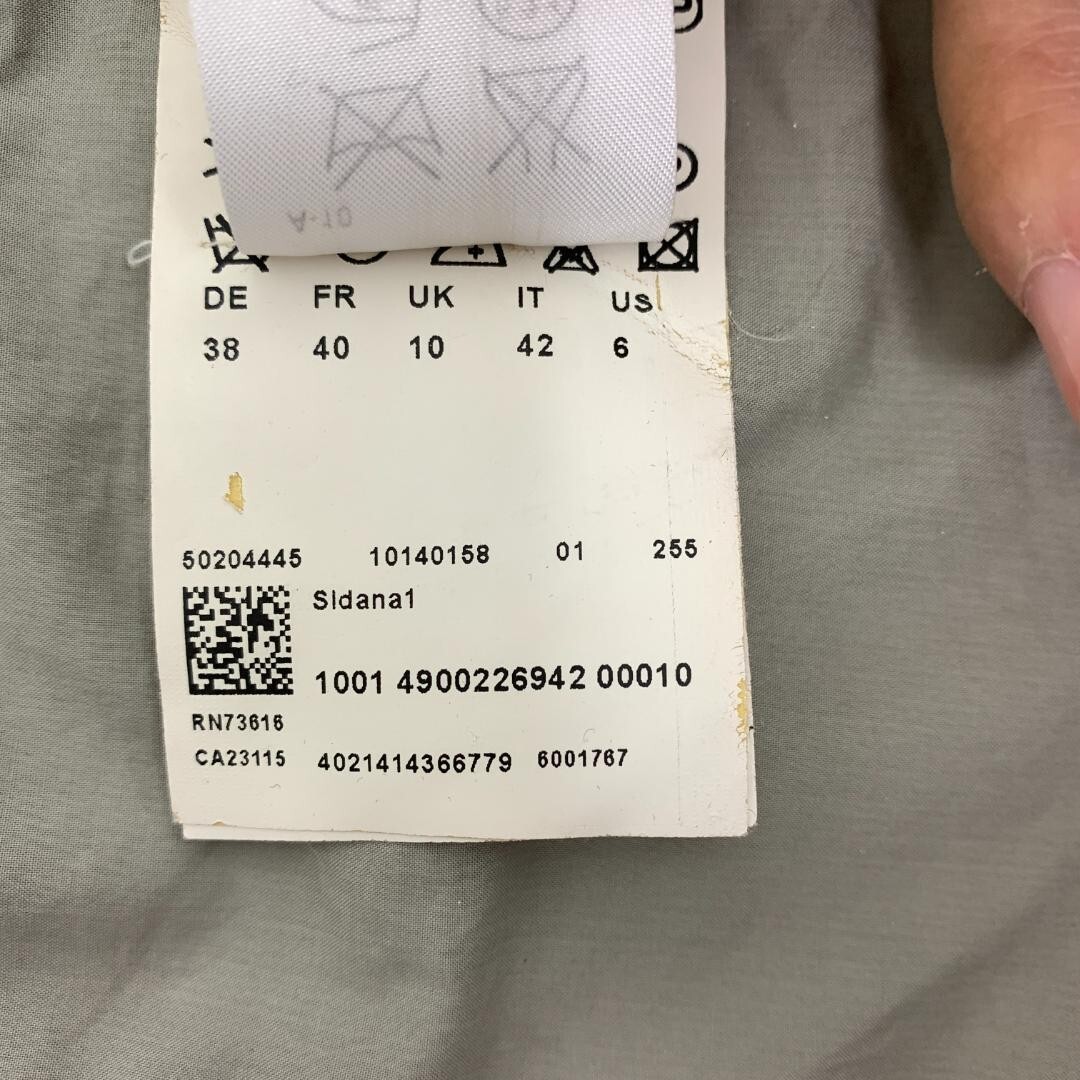 A-10
DE FR UK IT US
38 40 10 42 6
50204445 10140158 01 255
Sidana1
1001 4900226942 00010
RN73616
CA23115 4021414366779 6001767